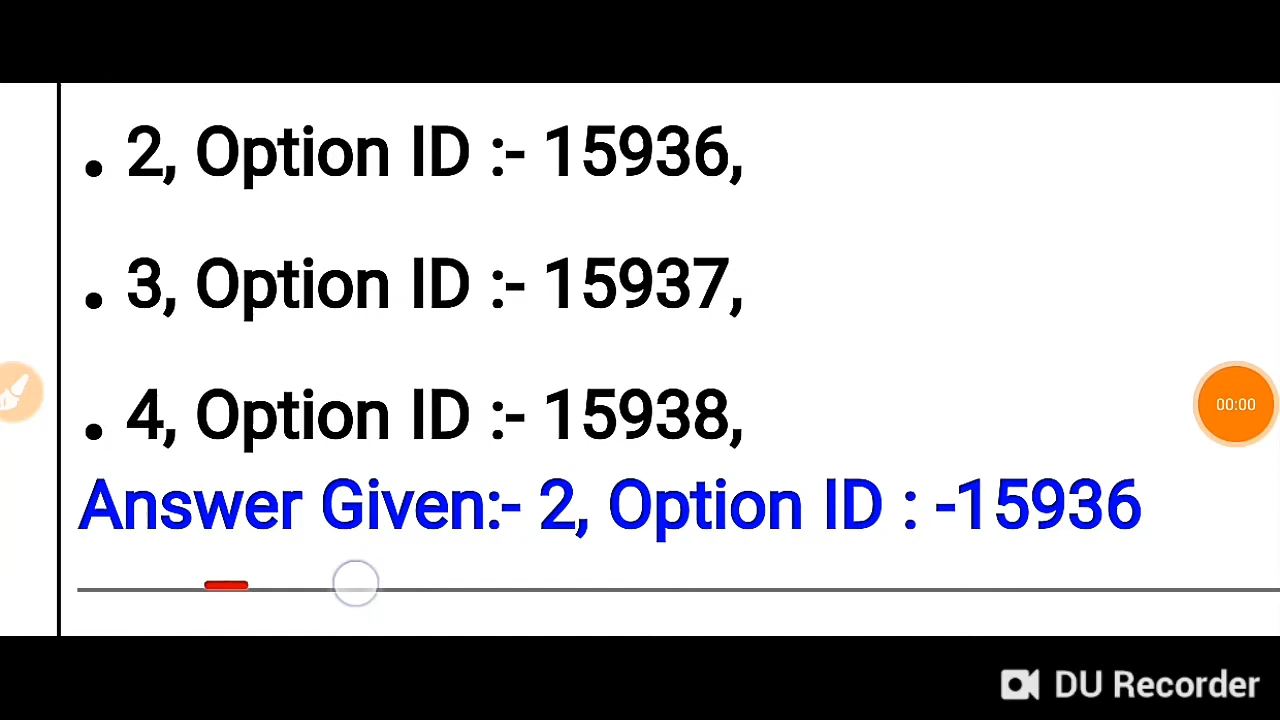 . 2, Option ID :- 15936,
. 3, Option ID :- 15937,
. 4, Option ID :- 15938,
Answer Given:- 2, Option ID : -15936
00:00
DU Recorder